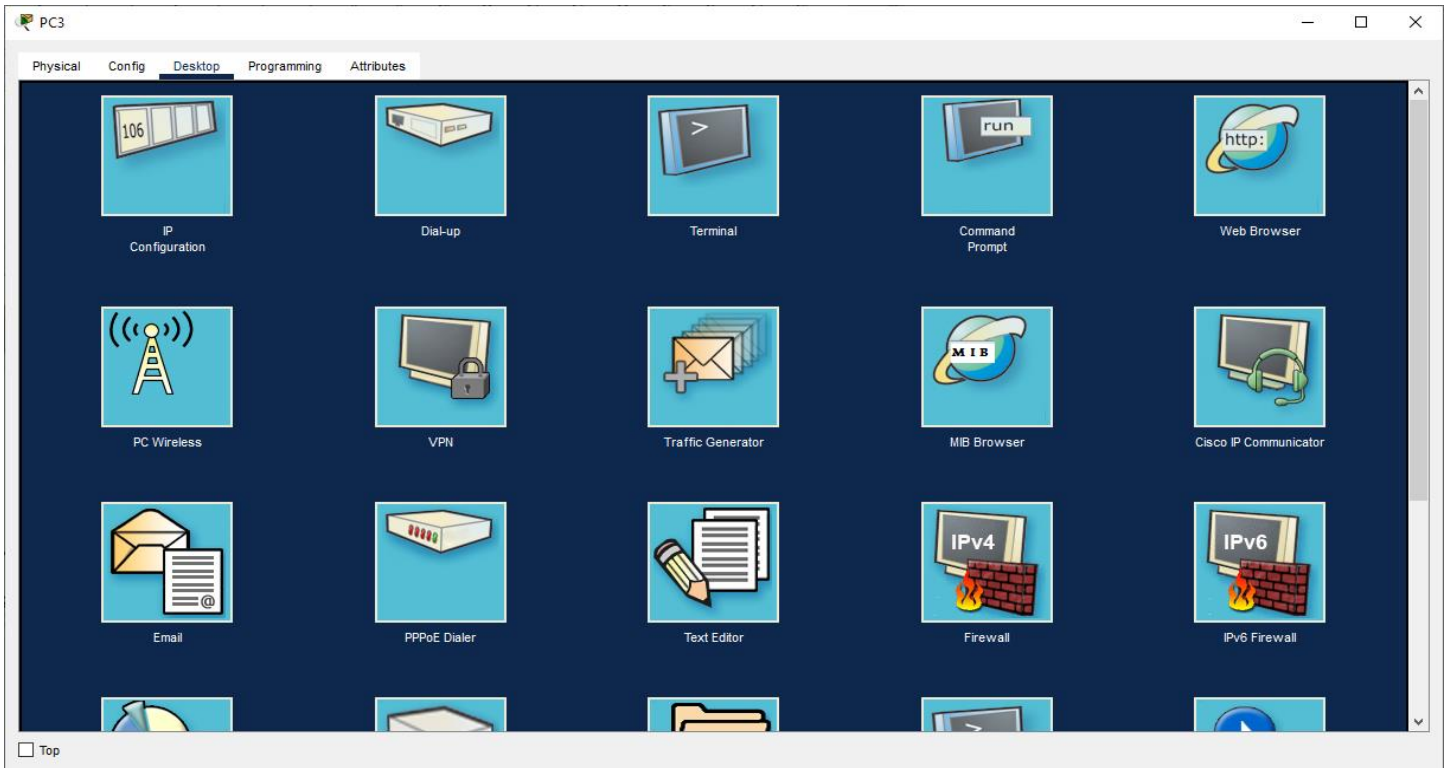 PC3
Physical Config Desktop Programming Attributes
106
>
run
http:
IP
Configuration
Dial-up
Terminal
Command
Prompt
Web Browser
MIB
PC Wireless
VPN
Traffic Generator
MIB Browser
Cisco IP Communicator
@
IPv4
IPv6
Email
PPPoE Dialer
Text Editor
Firewall
IPv6 Firewall
>
Top